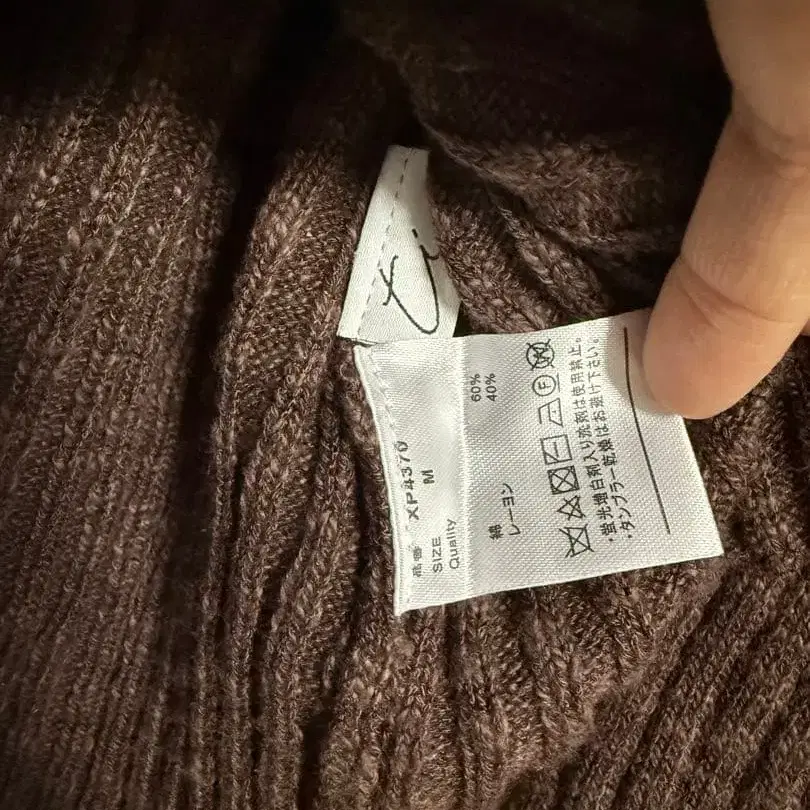 ti
品番 XP4370
SIZE M
Quality
綿 60%
レーヨン 40%
・蛍光増白剤入り洗剤は使用禁止。
・タンブラー乾燥はお避け下さい。